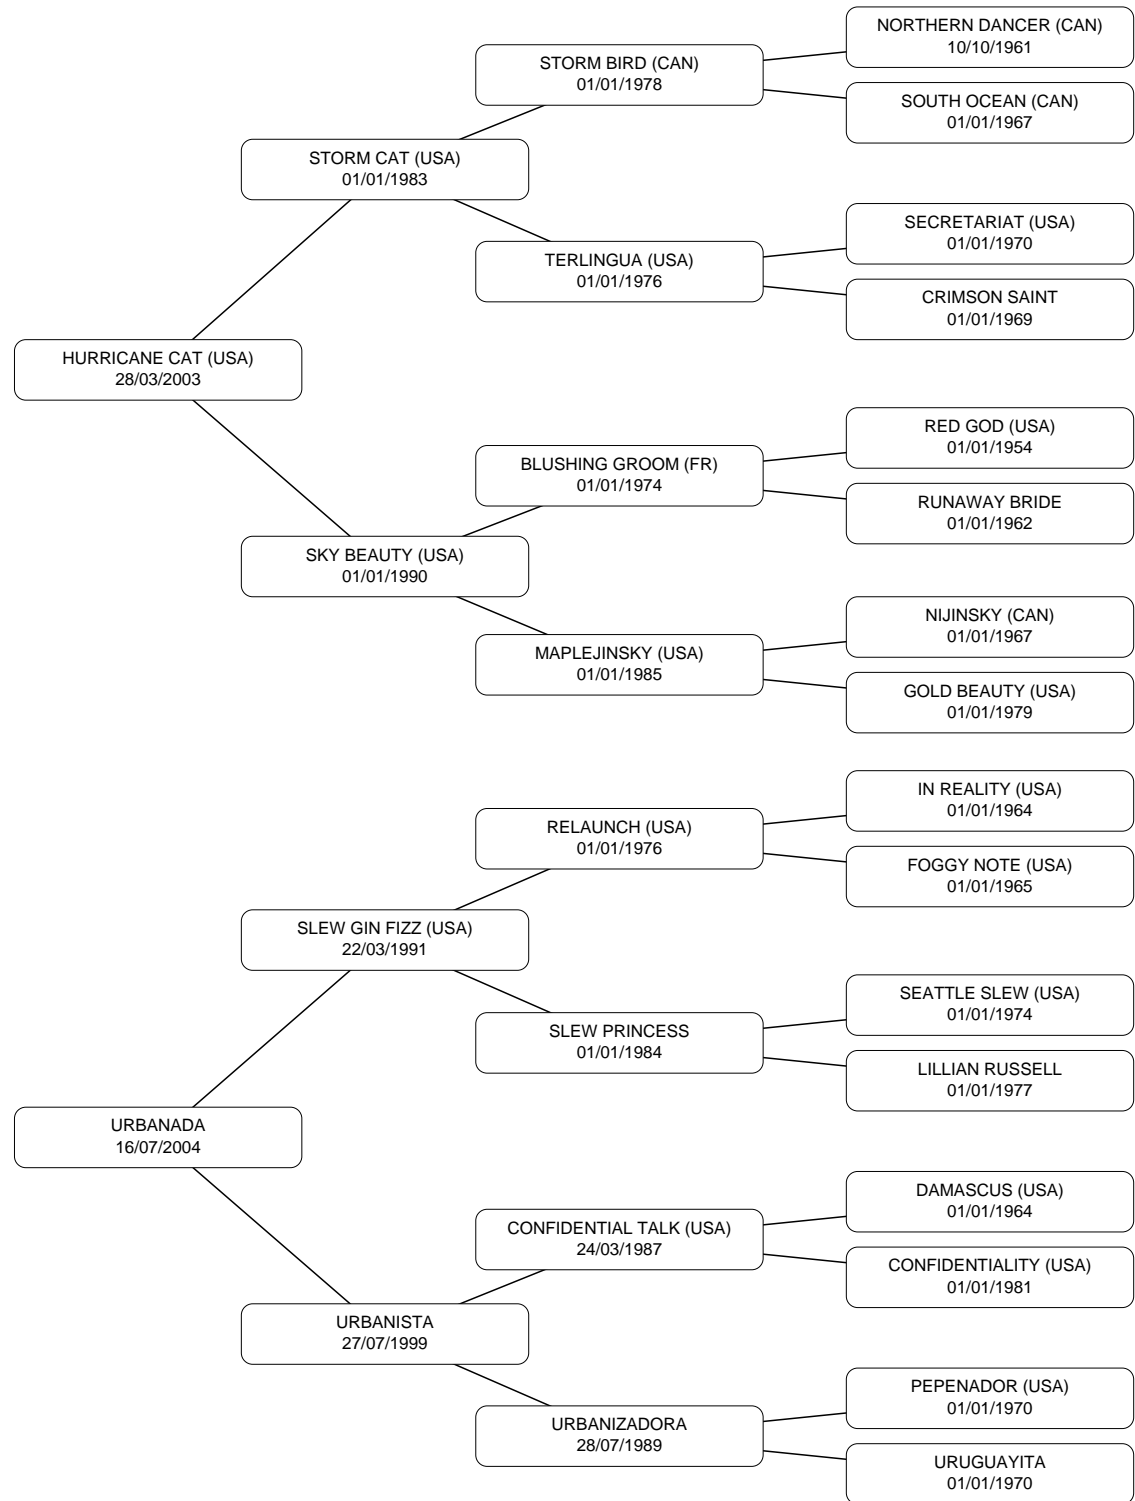 NORTHERN DANCER (CAN)
10/10/1961
STORM BIRD (CAN)
01/01/1978
SOUTH OCEAN (CAN)
01/01/1967
STORM CAT (USA)
01/01/1983
SECRETARIAT (USA)
01/01/1970
TERLINGUA (USA)
01/01/1976
CRIMSON SAINT
01/01/1969
HURRICANE CAT (USA)
28/03/2003
RED GOD (USA)
01/01/1954
BLUSHING GROOM (FR)
01/01/1974
RUNAWAY BRIDE
01/01/1962
SKY BEAUTY (USA)
01/01/1990
NIJINSKY (CAN)
01/01/1967
MAPLEJINSKY (USA)
01/01/1985
GOLD BEAUTY (USA)
01/01/1979
IN REALITY (USA)
01/01/1964
RELAUNCH (USA)
01/01/1976
FOGGY NOTE (USA)
01/01/1965
SLEW GIN FIZZ (USA)
22/03/1991
SEATTLE SLEW (USA)
01/01/1974
SLEW PRINCESS
01/01/1984
LILLIAN RUSSELL
01/01/1977
URBANADA
16/07/2004
DAMASCUS (USA)
01/01/1964
CONFIDENTIAL TALK (USA)
24/03/1987
CONFIDENTIALITY (USA)
01/01/1981
URBANISTA
27/07/1999
PEPENADOR (USA)
01/01/1970
URBANIZADORA
28/07/1989
URUGUAYITA
01/01/1970